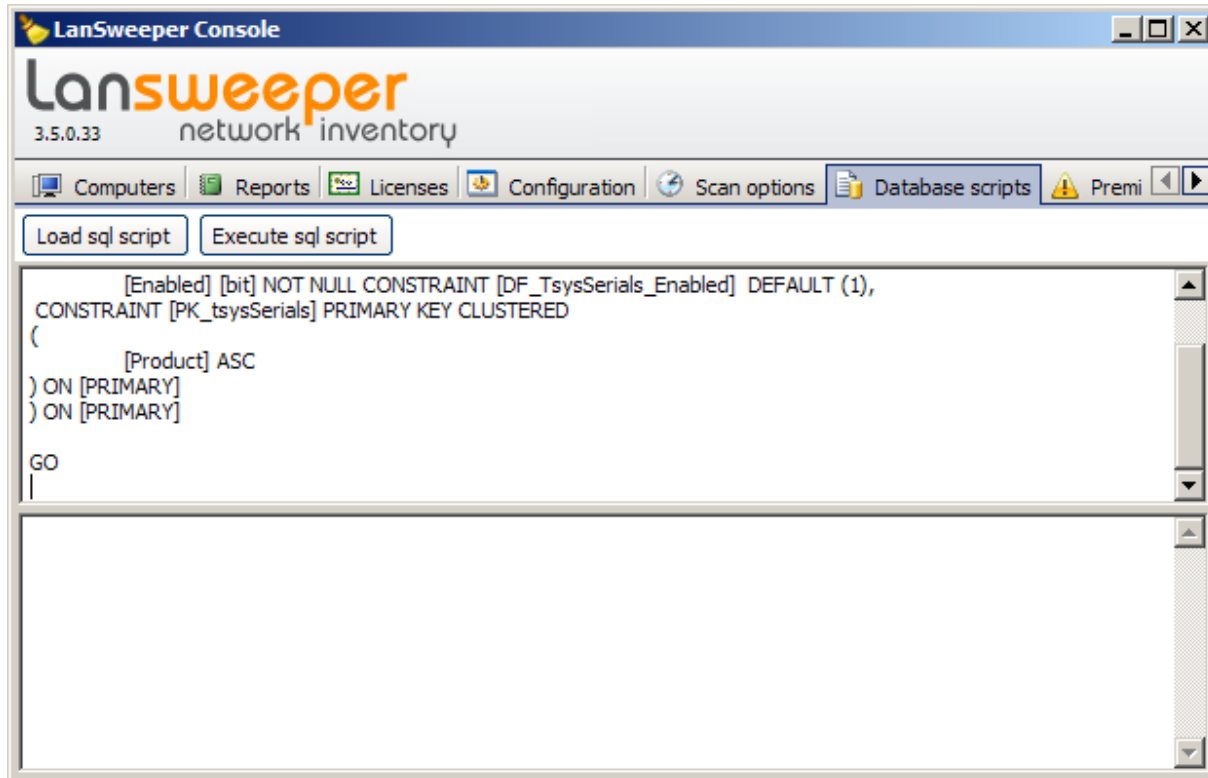 LanSweeper Console
Lansweeper
3.5.0.33 network inventory
Computers Reports Licenses Configuration Scan options Database scripts Premi
Load sql script Execute sql script
[Enabled] [bit] NOT NULL CONSTRAINT [DF_TsysSerials_Enabled]  DEFAULT (1),
CONSTRAINT [PK_tsysSerials] PRIMARY KEY CLUSTERED
(
[Product] ASC
) ON [PRIMARY]
) ON [PRIMARY]
GO